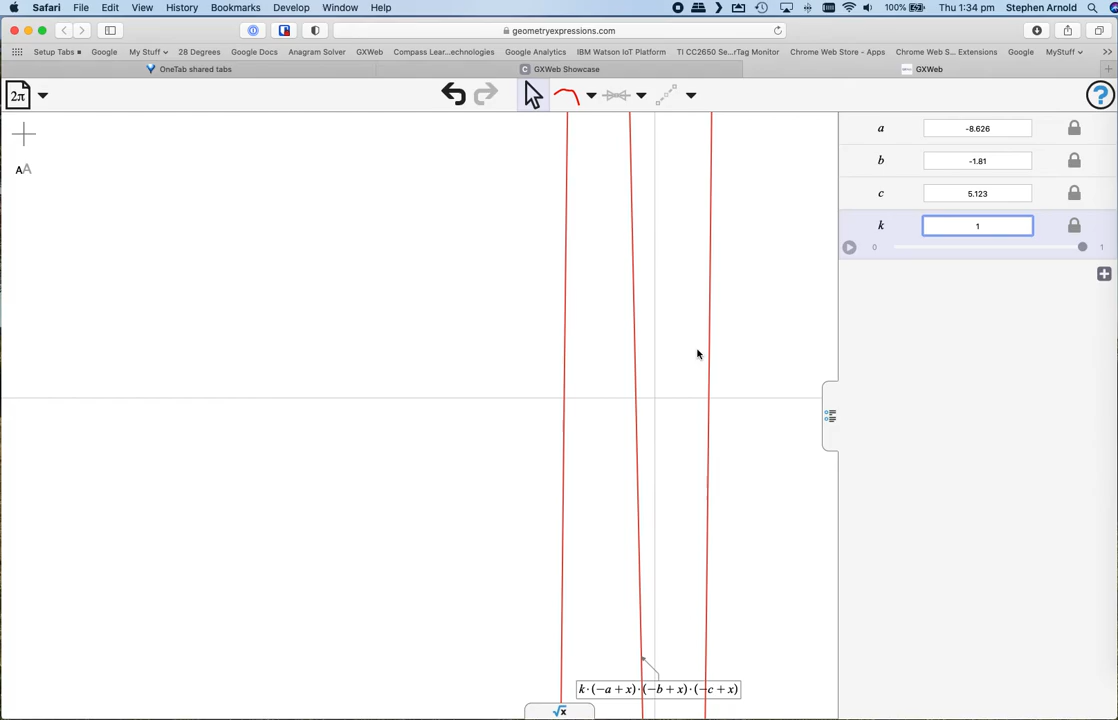 Safari File Edit View History Bookmarks Develop Window Help 100% Thu 1:34 pm Stephen Arnold
geometryexpressions.com
Setup Tabs Google My Stuff 28 Degrees Google Docs Anagram Solver GXWeb Compass Lear...echnologies Google Analytics IBM Watson IoT Platform TI CC2650 Se...rTag Monitor Chrome Web Store - Apps Chrome Web S... Extensions Google MyStuff >>
OneTab shared tabs GXWeb Showcase GXWeb
2π ?
AA
a -8.626
b -1.81
c 5.123
k 1
0 1
k·(−a+x)·(−b+x)·(−c+x)
√x